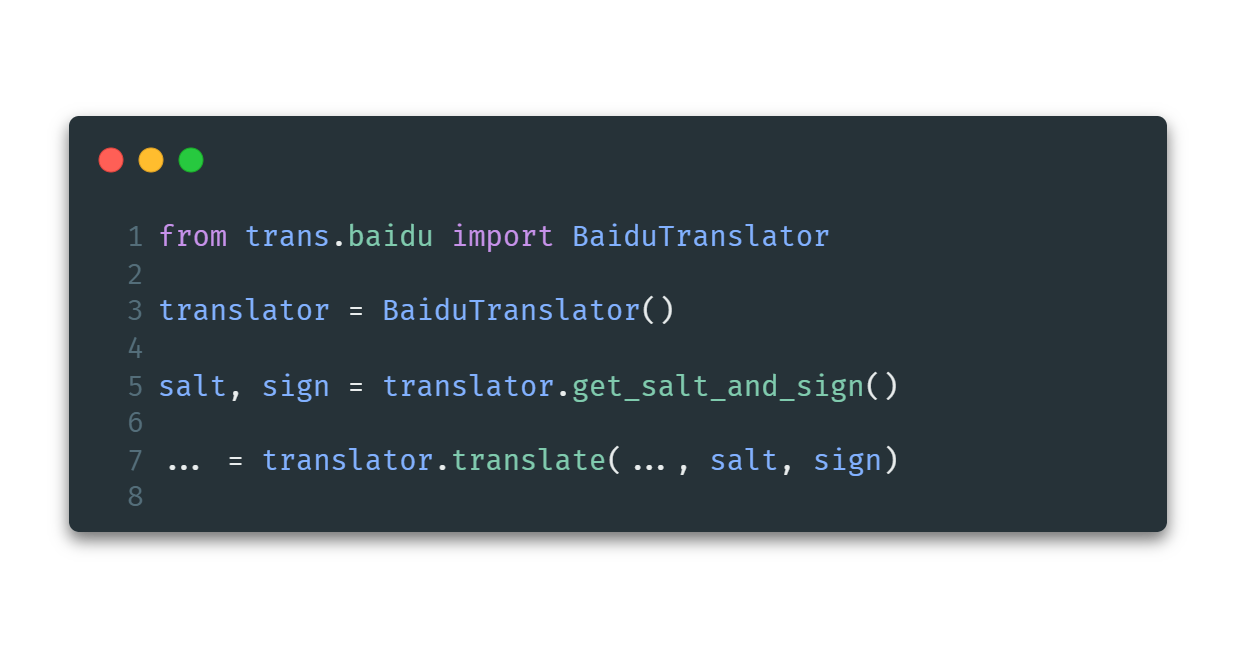 1 from trans.baidu import BaiduTranslator
2
3 translator = BaiduTranslator()
4
5 salt, sign = translator.get_salt_and_sign()
6
7 ... = translator.translate(..., salt, sign)
8